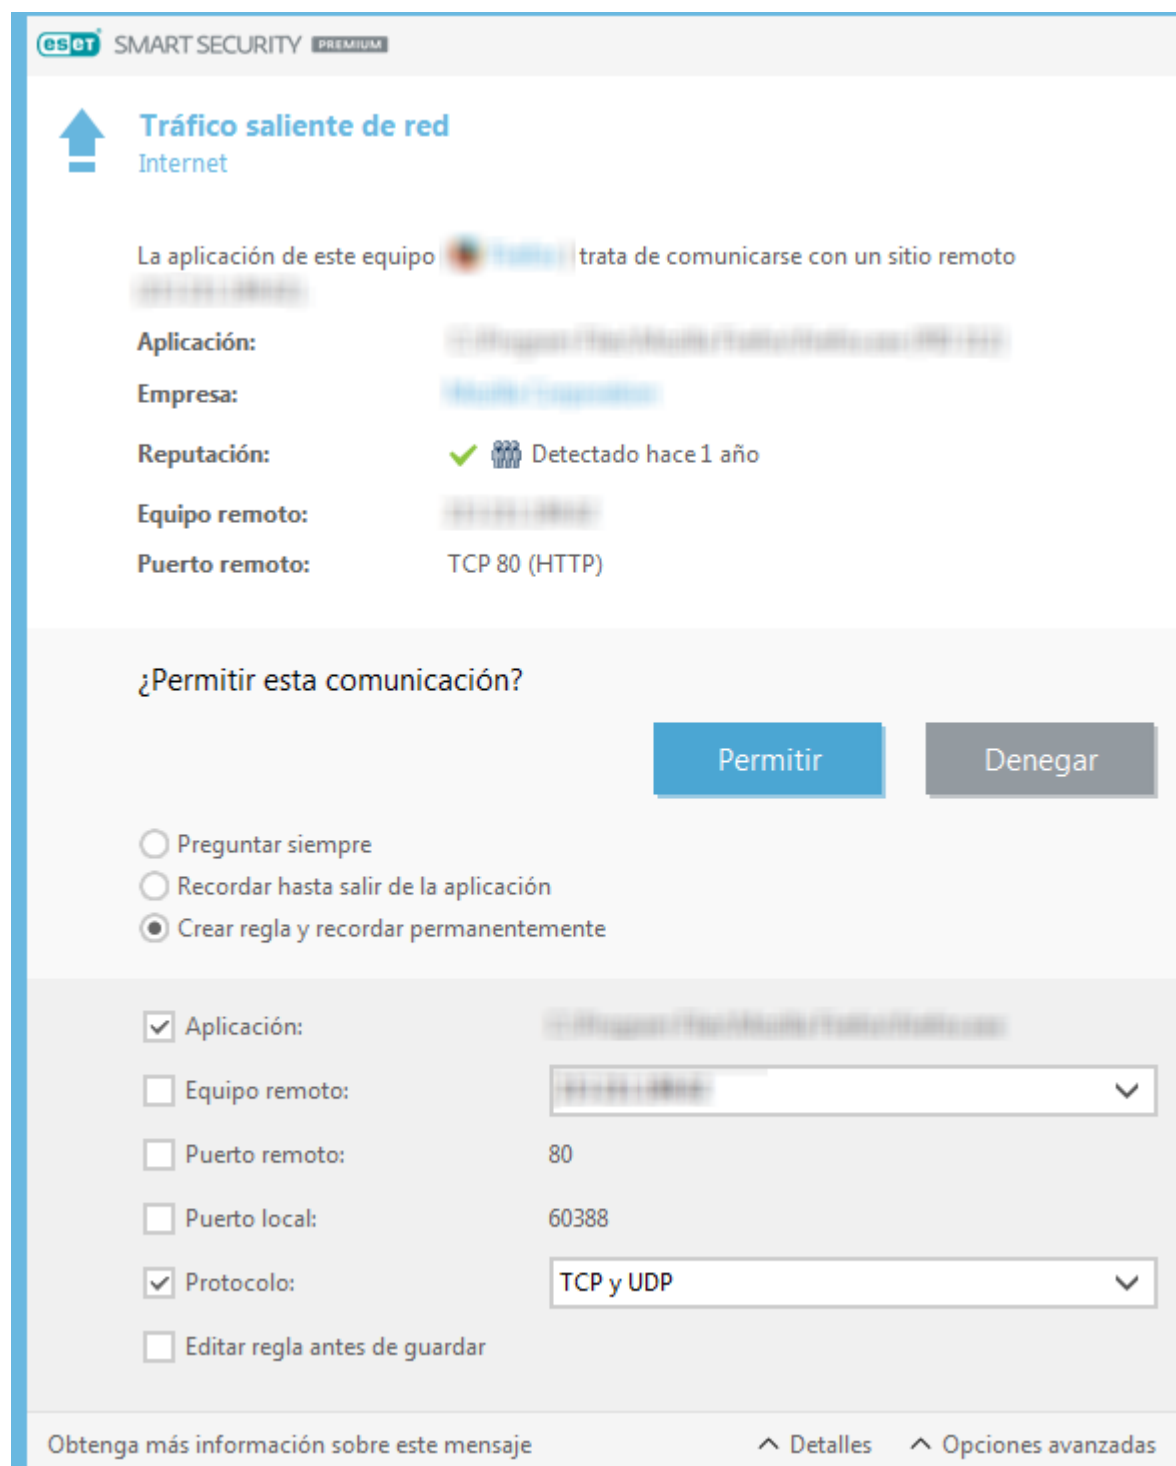 eset SMART SECURITY PREMIUM
Tráfico saliente de red
Internet
La aplicación de este equipo trata de comunicarse con un sitio remoto
Aplicación:
Empresa:
Reputación: Detectado hace 1 año
Equipo remoto:
Puerto remoto: TCP 80 (HTTP)
¿Permitir esta comunicación?
Permitir Denegar
Preguntar siempre
Recordar hasta salir de la aplicación
Crear regla y recordar permanentemente
Aplicación:
Equipo remoto:
Puerto remoto: 80
Puerto local: 60388
Protocolo: TCP y UDP
Editar regla antes de guardar
Obtenga más información sobre este mensaje Detalles Opciones avanzadas